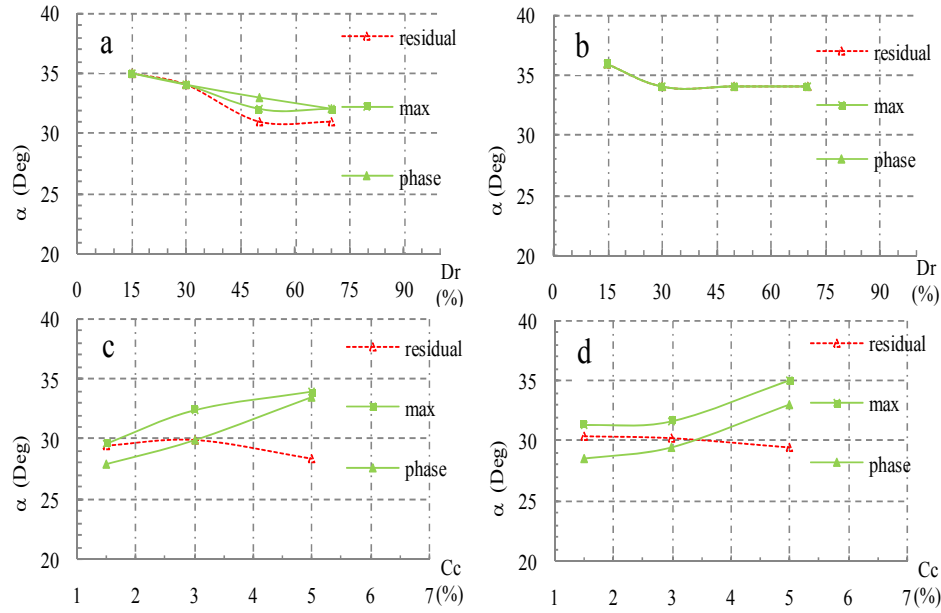 40
35
30
25
20
α (Deg)
a
residual
max
phase
0 15 30 45 60 75 90
Dr
(%)
40
35
30
25
20
α (Deg)
b
residual
max
phase
0 15 30 45 60 75 90
Dr
(%)
40
35
30
25
20
α (Deg)
c
residual
max
phase
1 2 3 4 5 6 7
Cc
(%)
40
35
30
25
20
α (Deg)
d
residual
max
phase
1 2 3 4 5 6 7
Cc
(%)